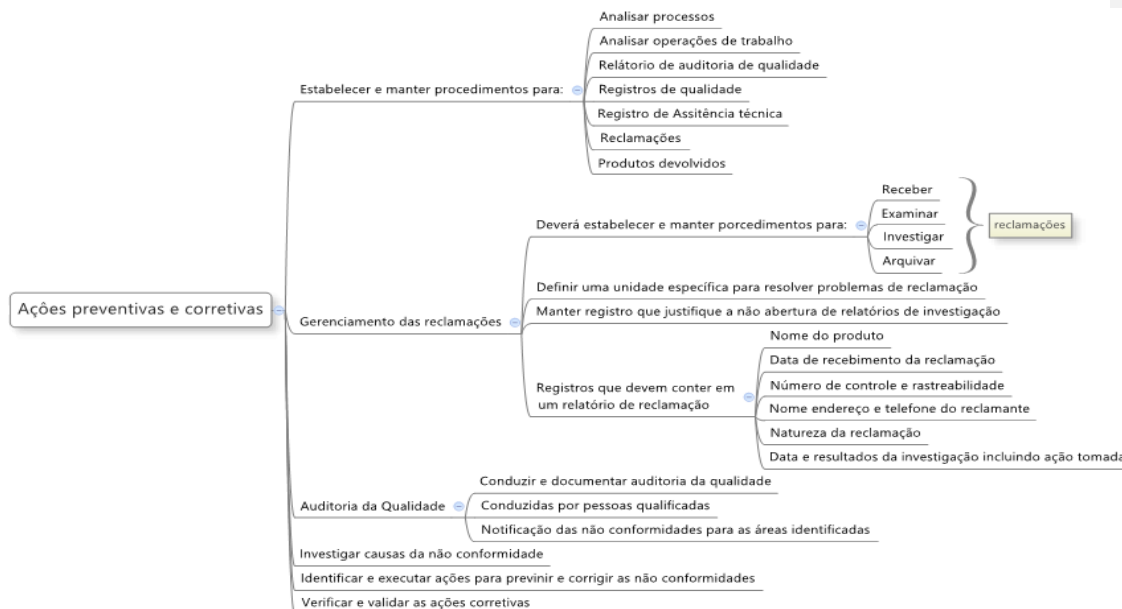 Analisar processos
Analisar operações de trabalho
Relátorio de auditoria de qualidade
Estabelecer e manter procedimentos para:
Registros de qualidade
Registro de Assitência técnica
Reclamações
Produtos devolvidos
Receber
Deverá estabelecer e manter porcedimentos para:
Examinar
Investigar
Arquivar
reclamações
Ações preventivas e corretivas
Gerenciamento das reclamações
Definir uma unidade específica para resolver problemas de reclamação
Manter registro que justifique a não abertura de relatórios de investigação
Registros que devem conter em
um relatório de reclamação
Nome do produto
Data de recebimento da reclamação
Número de controle e rastreabilidade
Nome endereço e telefone do reclamante
Natureza da reclamação
Data e resultados da investigação incluindo ação tomada
Auditoria da Qualidade
Conduzir e documentar auditoria da qualidade
Conduzidas por pessoas qualificadas
Notificação das não conformidades para as áreas identificadas
Investigar causas da não conformidade
Identificar e executar ações para previnir e corrigir as não conformidades
Verificar e validar as ações corretivas